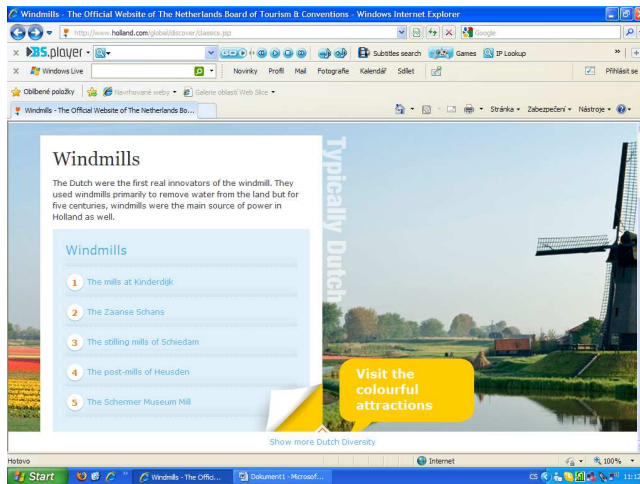 Windmills - The Official Website of The Netherlands Board of Tourism & Conventions - Windows Internet Explorer
http://www.holland.com/global/discover/classics.jsp
Google
BS.player
Subtitles search
Games
IP Lookup
Windows Live
Novinky
Profil
Mail
Fotografie
Kalendář
Sdílet
Přihlásit se
Oblíbené položky
Navrhované weby
Galerie oblastí Web Slice
Windmills - The Official Website of The Netherlands Bo...
Stránka
Zabezpečení
Nástroje
Windmills
The Dutch were the first real innovators of the windmill. They
used windmills primarily to remove water from the land but for
five centuries, windmills were the main source of power in
Holland as well.
Typically Dutch
Windmills
1 The mills at Kinderdijk
2 The Zaanse Schans
3 The stilling mills of Schiedam
4 The post-mills of Heusden
5 The Schermer Museum Mill
Visit the
colourful
attractions
Show more Dutch Diversity
Hotovo
Internet
100%
Start
Windmills - The Offici...
Dokument1 - Microsof...
CS
11:12